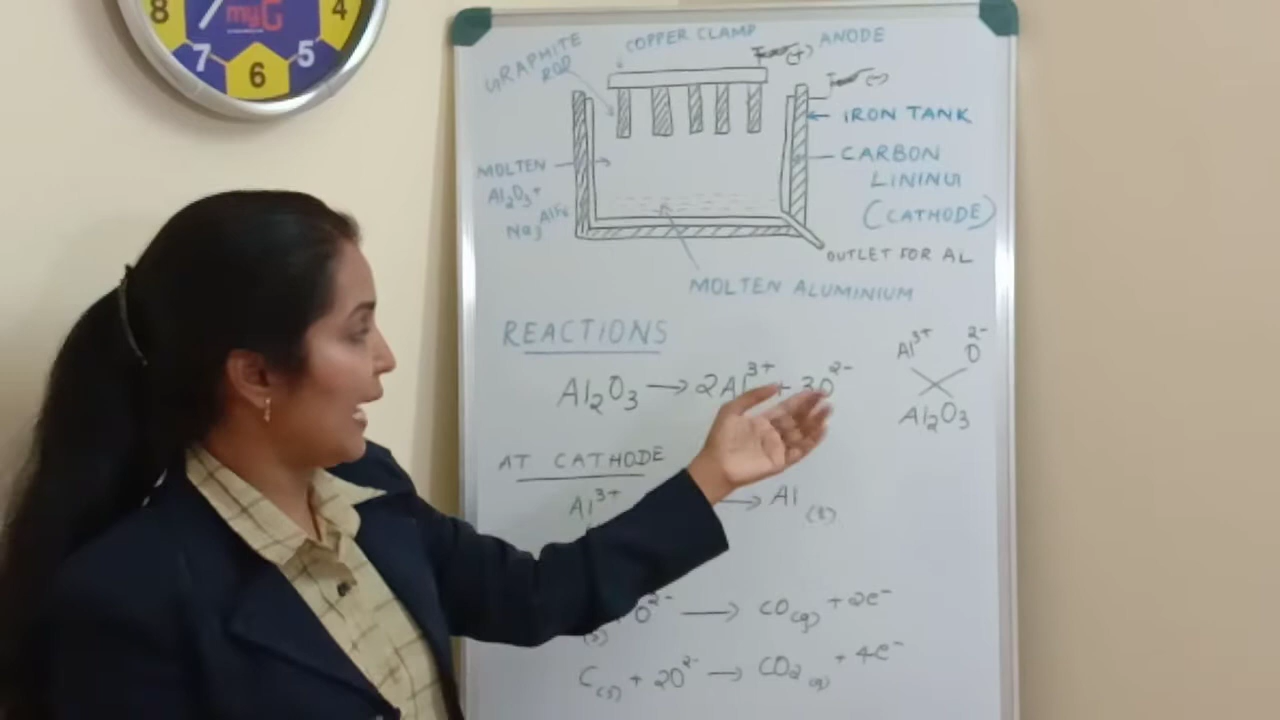 8
myG
4
7
5
6
GRAPHITE
ROD
COPPER CLAMP
(+)
ANODE
(-)
IRON TANK
CARBON
LINING
(CATHODE)
OUTLET FOR AL
MOLTEN
Al₂O₃+
Na₃AlF₆
MOLTEN ALUMINIUM
REACTIONS
Al₂O₃ → 2Al³⁺ + 3O²⁻
Al³⁺ O²⁻
Al₂O₃
AT CATHODE
Al³⁺ → Al
(s) + O²⁻ → CO(g) + 2e⁻
C(s) + 2O²⁻ → CO₂(g) + 4e⁻